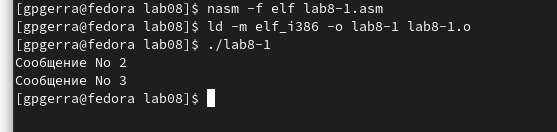 [gpgerra@fedora lab08]$ nasm -f elf lab8-1.asm
[gpgerra@fedora lab08]$ ld -m elf_i386 -o lab8-1 lab8-1.o
[gpgerra@fedora lab08]$ ./lab8-1
Сообщение No 2
Сообщение No 3
[gpgerra@fedora lab08]$